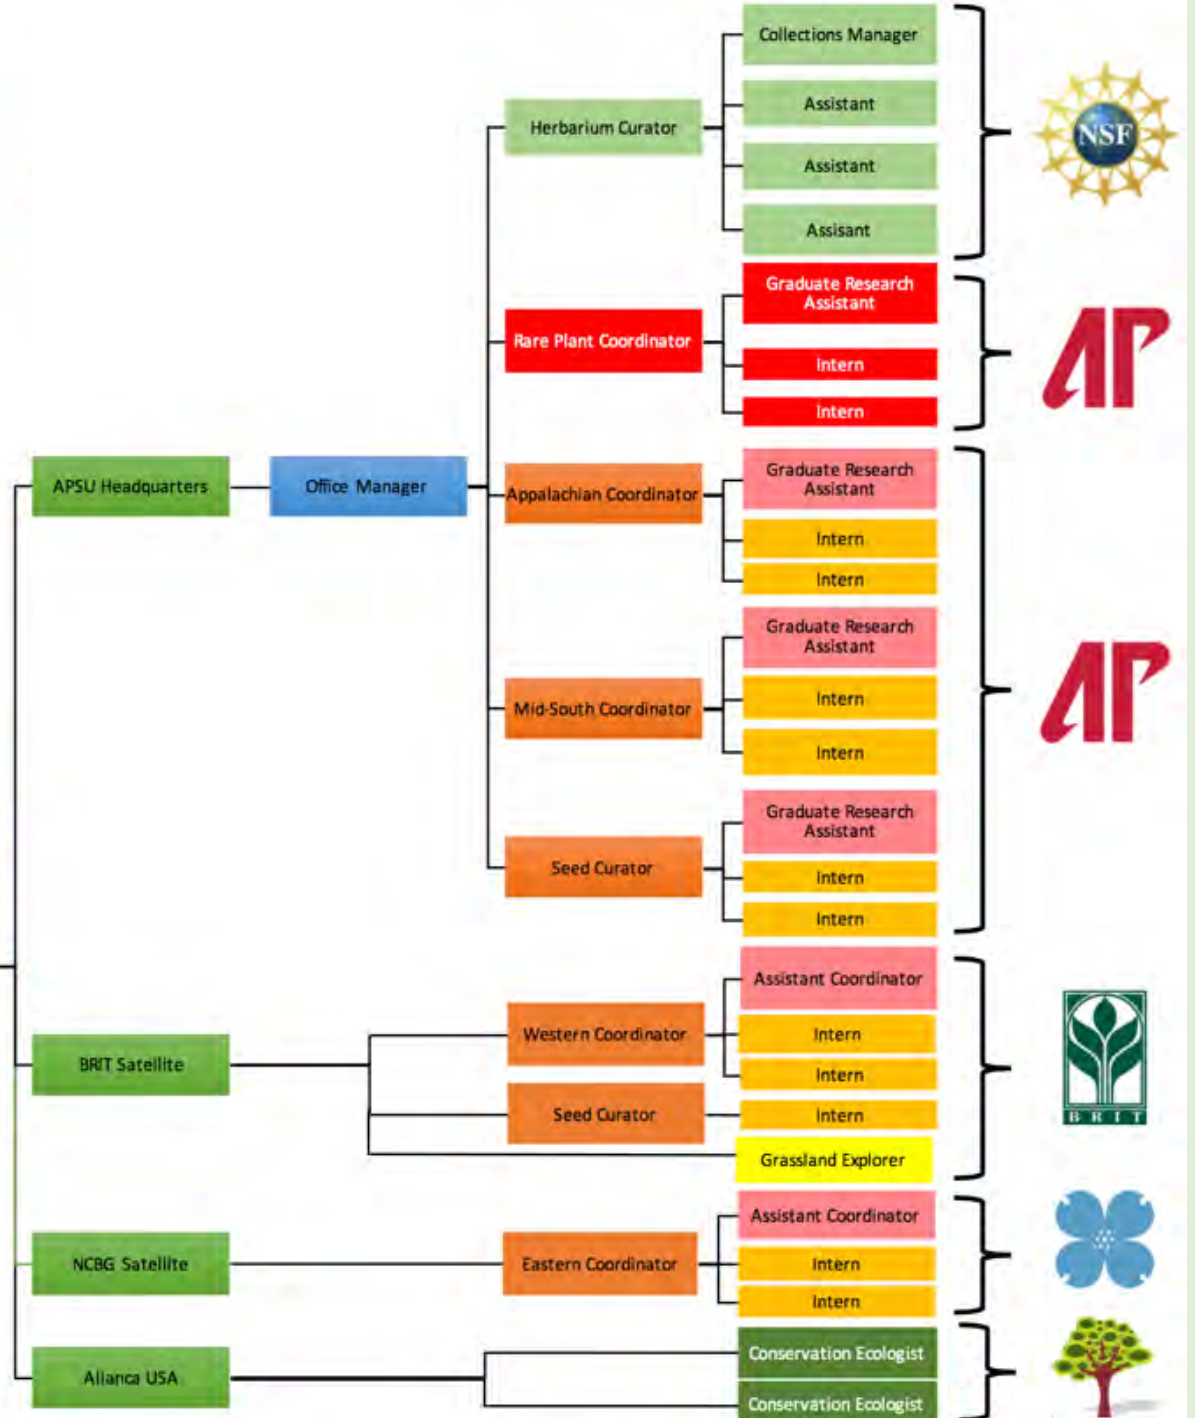 Collections Manager
Herbarium Curator
Assistant
Assistant
Assisant
NSF
Graduate Research
Assistant
Rare Plant Coordinator
Intern
Intern
AP
APSU Headquarters
Office Manager
Appalachian Coordinator
Graduate Research
Assistant
Intern
Intern
Mid-South Coordinator
Graduate Research
Assistant
Intern
Intern
AP
Seed Curator
Graduate Research
Assistant
Intern
Intern
BRIT Satellite
Western Coordinator
Assistant Coordinator
Intern
Intern
Seed Curator
Intern
Grassland Explorer
BRIT
NCBG Satellite
Eastern Coordinator
Assistant Coordinator
Intern
Intern
Alianca USA
Conservation Ecologist
Conservation Ecologist